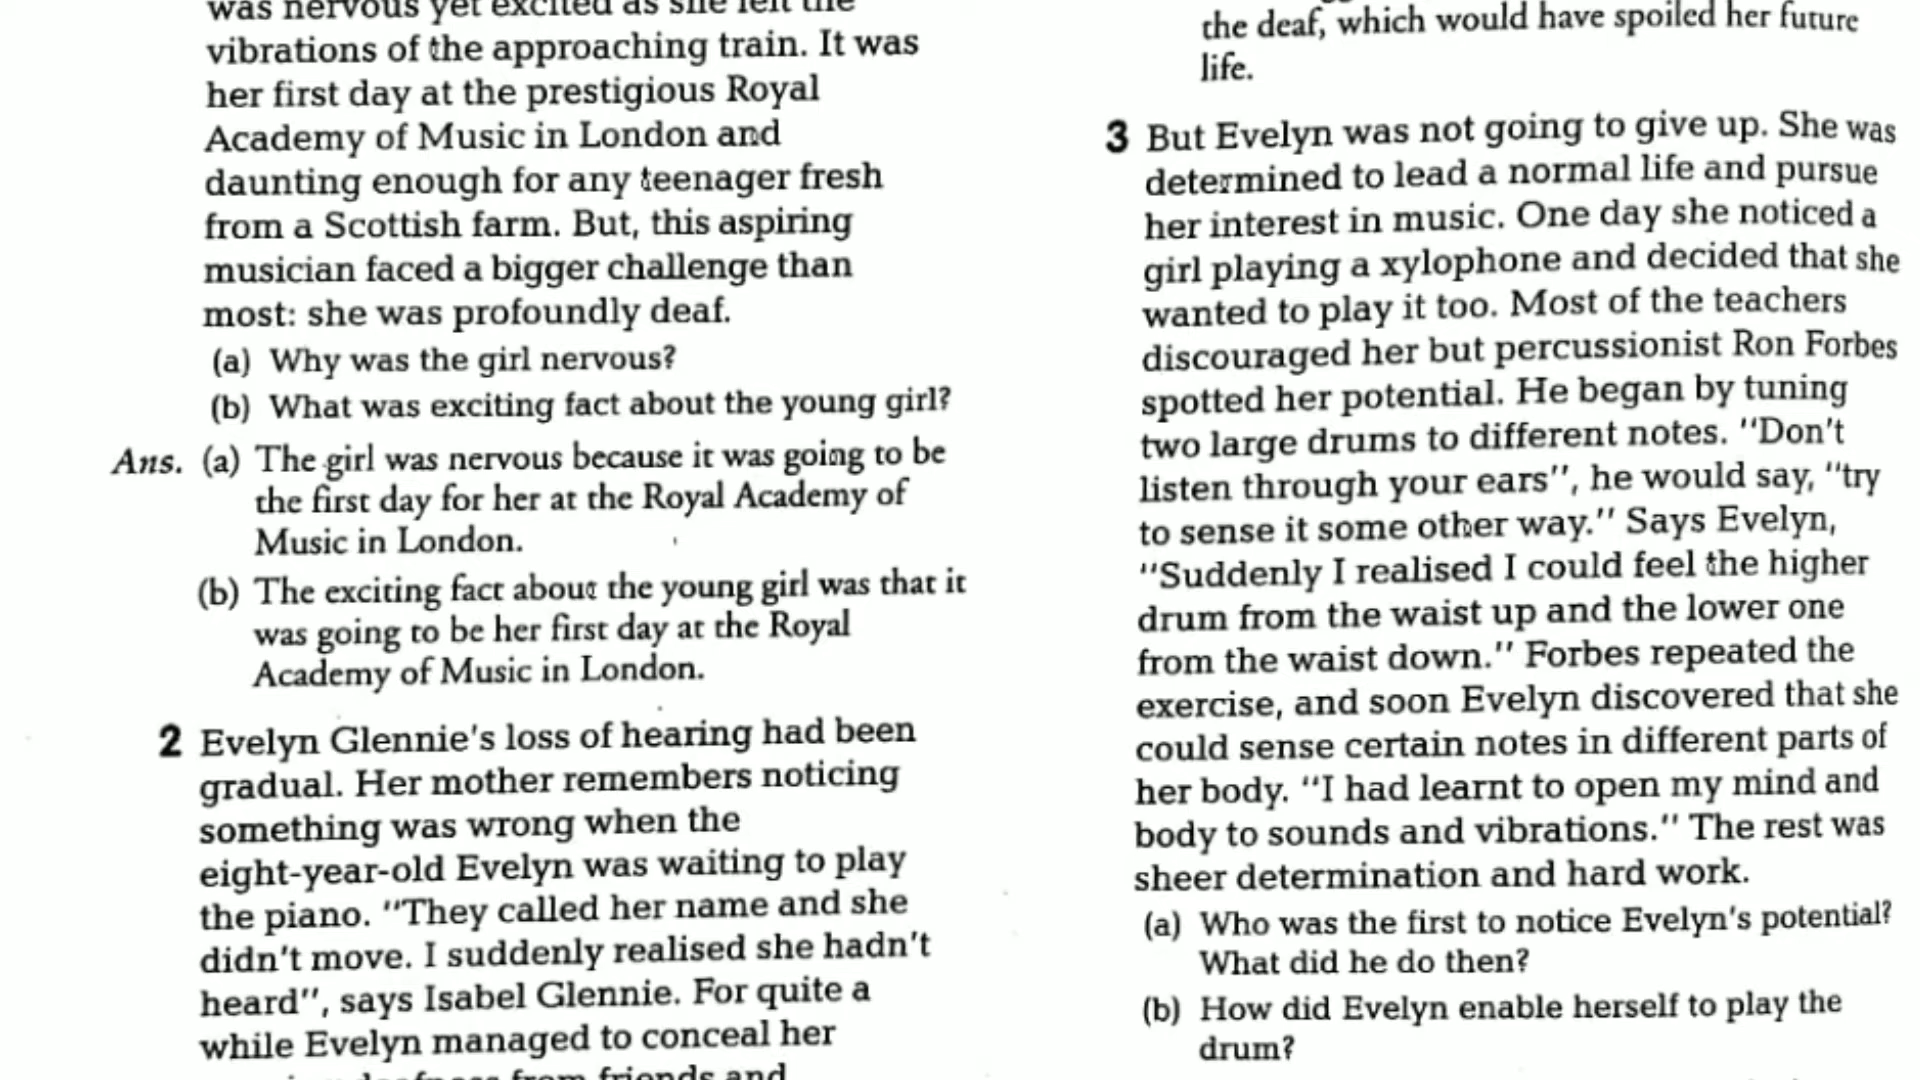 was nervous yet excited as she felt the
vibrations of the approaching train. It was
her first day at the prestigious Royal
Academy of Music in London and
daunting enough for any teenager fresh
from a Scottish farm. But, this aspiring
musician faced a bigger challenge than
most: she was profoundly deaf.
(a) Why was the girl nervous?
(b) What was exciting fact about the young girl?
Ans. (a) The girl was nervous because it was going to be
the first day for her at the Royal Academy of
Music in London.
(b) The exciting fact about the young girl was that it
was going to be her first day at the Royal
Academy of Music in London.
2 Evelyn Glennie's loss of hearing had been
gradual. Her mother remembers noticing
something was wrong when the
eight-year-old Evelyn was waiting to play
the piano. "They called her name and she
didn't move. I suddenly realised she hadn't
heard", says Isabel Glennie. For quite a
while Evelyn managed to conceal her
deafness from friends and
the deaf, which would have spoiled her future
life.
3 But Evelyn was not going to give up. She was
determined to lead a normal life and pursue
her interest in music. One day she noticed a
girl playing a xylophone and decided that she
wanted to play it too. Most of the teachers
discouraged her but percussionist Ron Forbes
spotted her potential. He began by tuning
two large drums to different notes. "Don't
listen through your ears", he would say, "try
to sense it some other way." Says Evelyn,
"Suddenly I realised I could feel the higher
drum from the waist up and the lower one
from the waist down." Forbes repeated the
exercise, and soon Evelyn discovered that she
could sense certain notes in different parts of
her body. "I had learnt to open my mind and
body to sounds and vibrations." The rest was
sheer determination and hard work.
(a) Who was the first to notice Evelyn's potential?
What did he do then?
(b) How did Evelyn enable herself to play the
drum?